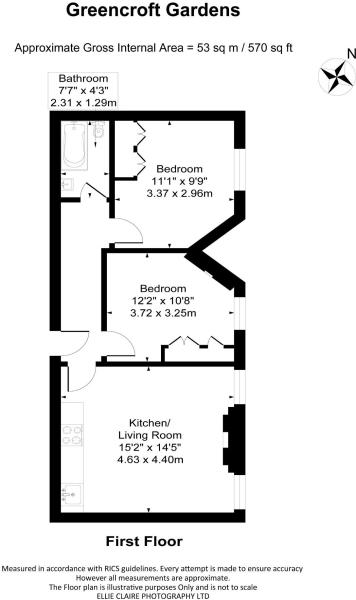 Greencroft Gardens
Approximate Gross Internal Area = 53 sq m / 570 sq ft
N
Bathroom
7'7" x 4'3"
2.31 x 1.29m
Bedroom
11'1" x 9'9"
3.37 x 2.96m
Bedroom
12'2" x 10'8"
3.72 x 3.25m
Kitchen/
Living Room
15'2" x 14'5"
4.63 x 4.40m
First Floor
Measured in accordance with RICS guidelines. Every attempt is made to ensure accuracy
However all measurements are approximate.
The Floor plan is illustrative purposes Only and is not to scale
ELLIE CLAIRE PHOTOGRAPHY LTD